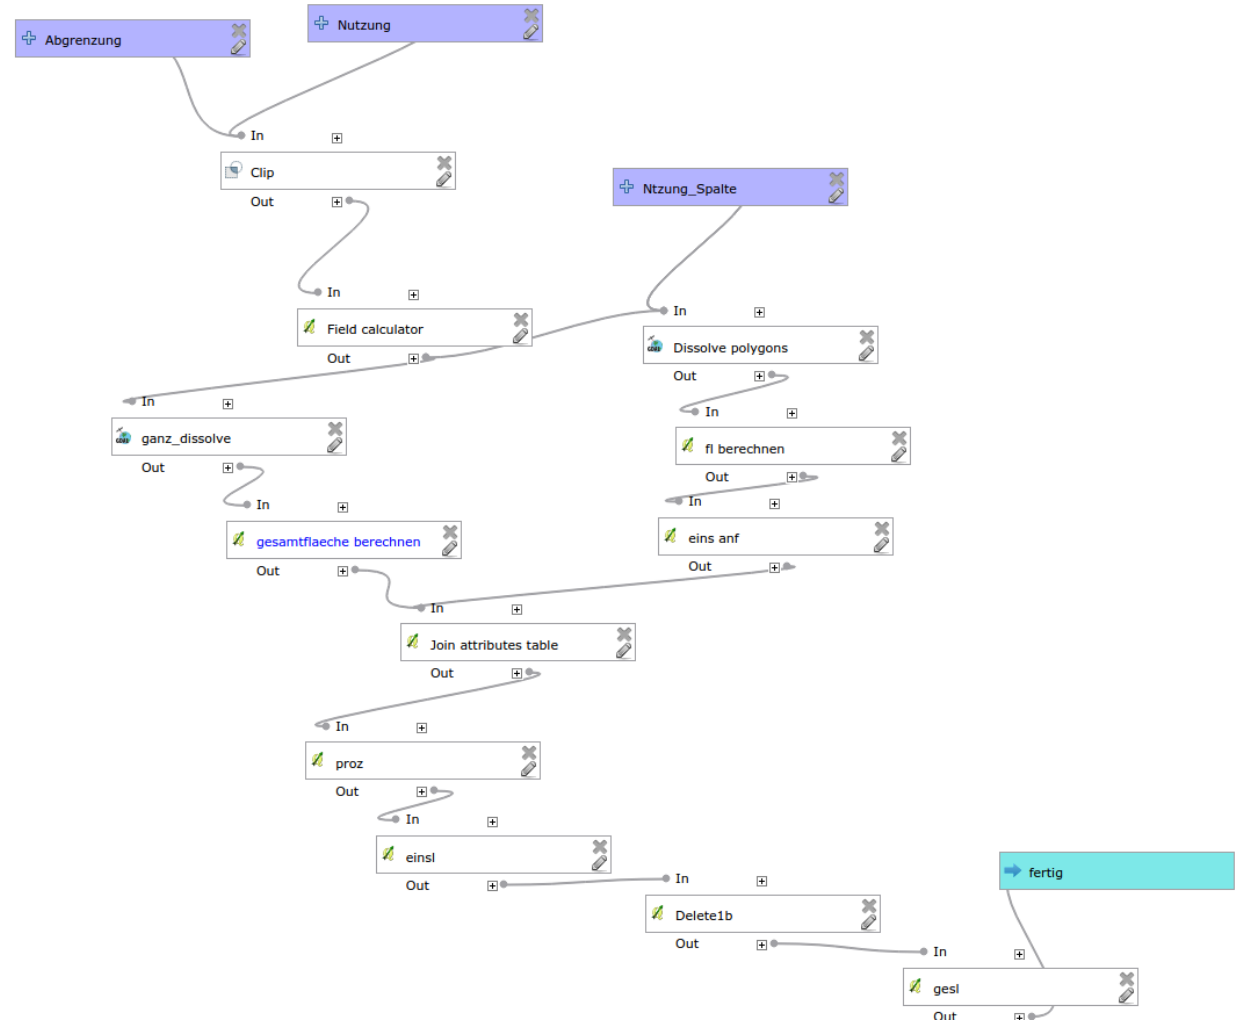 Abgrenzung
Nutzung
In
Clip
Out
Ntzung_Spalte
In
Field calculator
Out
In
Dissolve polygons
Out
In
ganz_dissolve
Out
In
fl berechnen
Out
In
gesamtflaeche berechnen
Out
In
eins anf
Out
In
Join attributes table
Out
In
proz
Out
In
einsl
Out
In
Delete1b
Out
fertig
In
gesl
Out